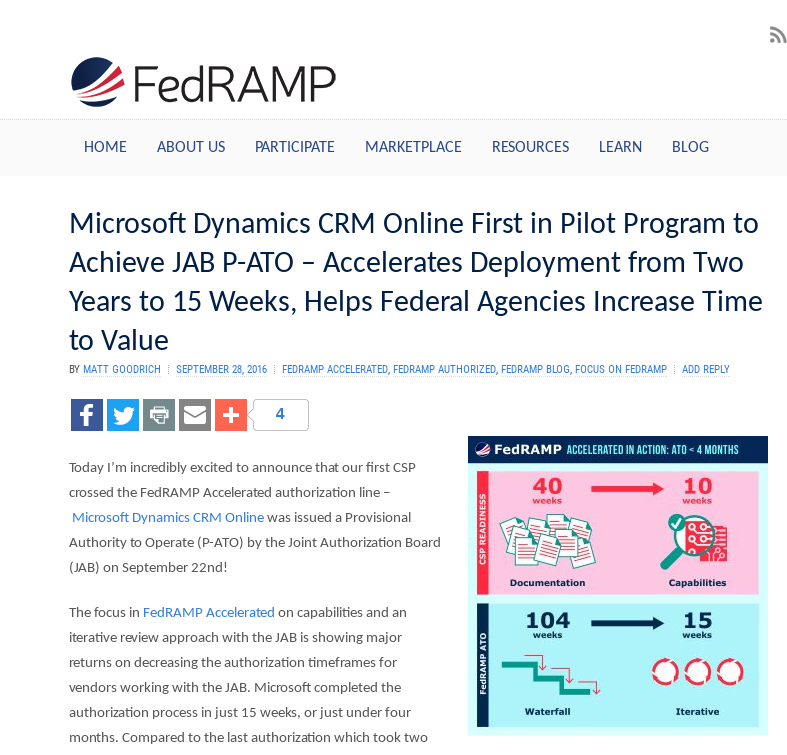 FedRAMP
HOME ABOUT US PARTICIPATE MARKETPLACE RESOURCES LEARN BLOG
Microsoft Dynamics CRM Online First in Pilot Program to
Achieve JAB P-ATO – Accelerates Deployment from Two
Years to 15 Weeks, Helps Federal Agencies Increase Time
to Value
BY MATT GOODRICH SEPTEMBER 28, 2016 FEDRAMP ACCELERATED, FEDRAMP AUTHORIZED, FEDRAMP BLOG, FOCUS ON FEDRAMP ADD REPLY
4
Today I’m incredibly excited to announce that our first CSP
crossed the FedRAMP Accelerated authorization line –
Microsoft Dynamics CRM Online was issued a Provisional
Authority to Operate (P-ATO) by the Joint Authorization Board
(JAB) on September 22nd!
The focus in FedRAMP Accelerated on capabilities and an
iterative review approach with the JAB is showing major
returns on decreasing the authorization timeframes for
vendors working with the JAB. Microsoft completed the
authorization process in just 15 weeks, or just under four
months. Compared to the last authorization which took two
FedRAMP ACCELERATED IN ACTION: ATO < 4 MONTHS
CSP READINESS
40 10
weeks weeks
Documentation Capabilities
FedRAMP ATO
104 15
weeks weeks
Waterfall Iterative